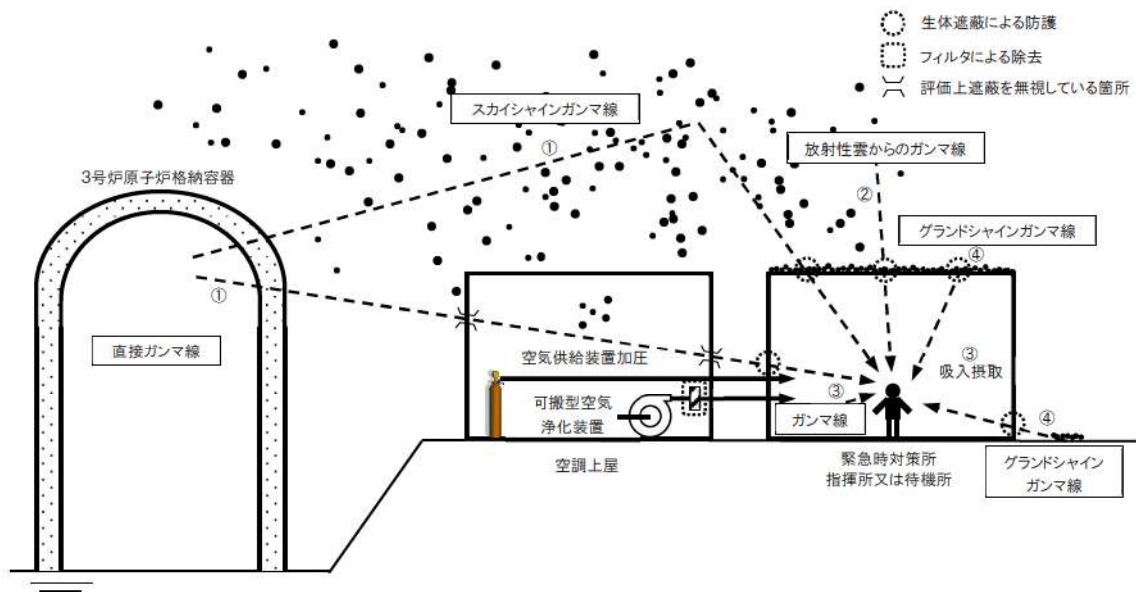 生体遮蔽による防護
フィルタによる除去
評価上遮蔽を無視している箇所
スカイシャインガンマ線
①
放射性雲からのガンマ線
②
3号炉原子炉格納容器
グランドシャインガンマ線
④
①
直接ガンマ線
空気供給装置加圧
③
吸入摂取
可搬型空気
浄化装置
③
ガンマ線
④
空調上屋
緊急時対策所
指揮所又は待機所
グランドシャイン
ガンマ線